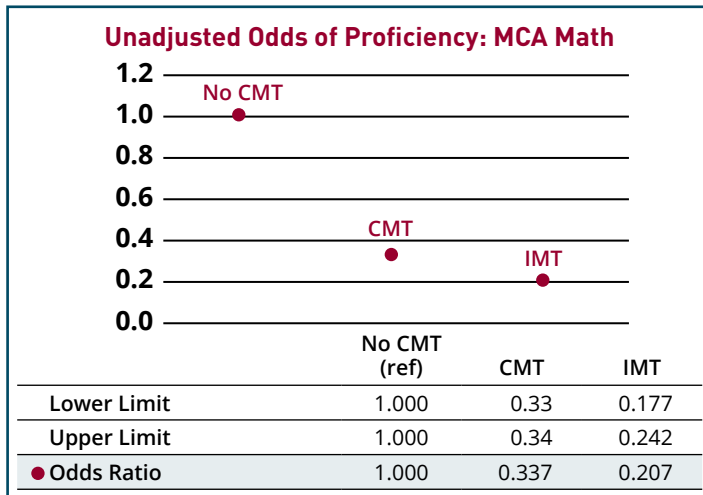 Unadjusted Odds of Proficiency: MCA Math
1.2
No CMT
1.0
0.8
0.6
0.4
CMT
IMT
0.2
0.0
No CMT
(ref) CMT IMT
Lower Limit 1.000 0.33 0.177
Upper Limit 1.000 0.34 0.242
Odds Ratio 1.000 0.337 0.207